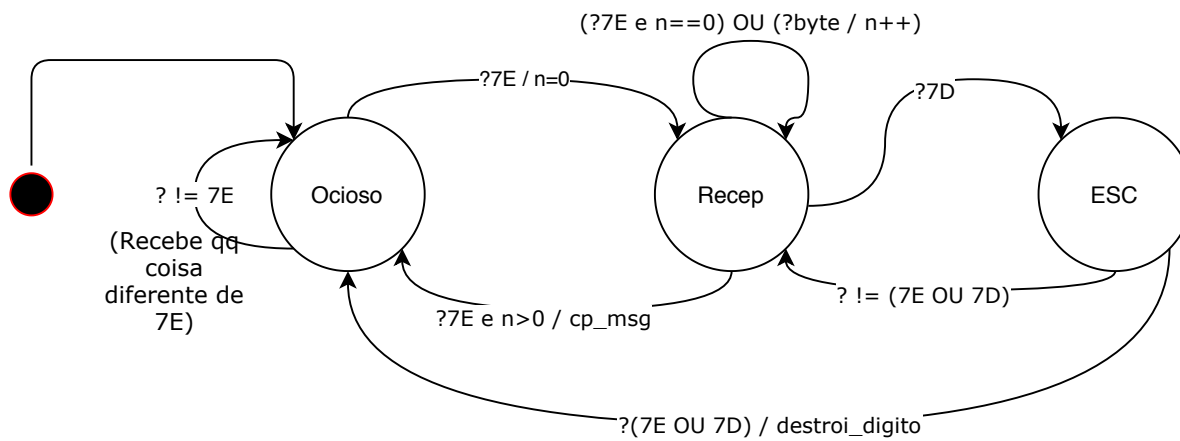 (?7E e n==0) OU (?byte / n++)
?7E / n=0
?7D
? != 7E
Ocioso
Recep
ESC
(Recebe qq
coisa
diferente de
7E)
? != (7E OU 7D)
?7E e n>0 / cp_msg
?(7E OU 7D) / destroi_digito